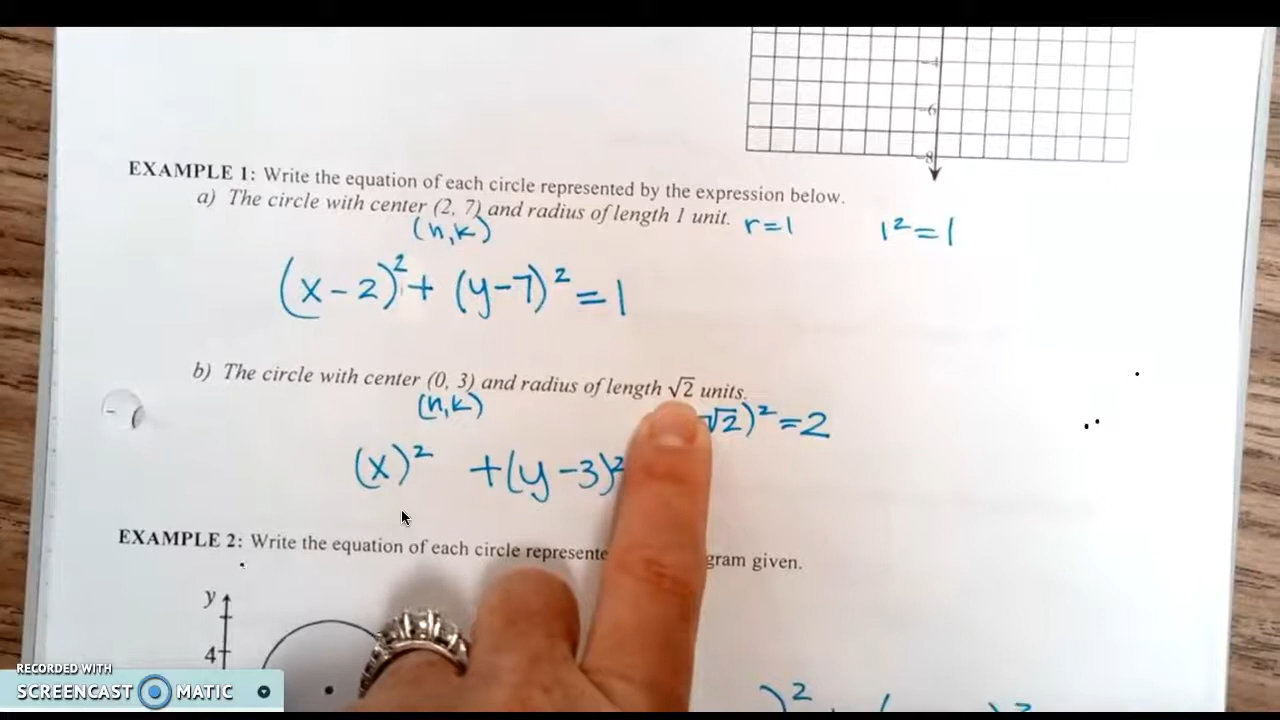 -6
-8
EXAMPLE 1: Write the equation of each circle represented by the expression below.
a) The circle with center (2, 7) and radius of length 1 unit. r=1 1²=1
(h,k)
(x-2)²+ (y-7)²=1
b) The circle with center (0, 3) and radius of length √2 units.
(h,k) √2)²=2
(x)² +(y-3)²
EXAMPLE 2: Write the equation of each circle given.
y
4
RECORDED WITH
SCREENCAST MATIC